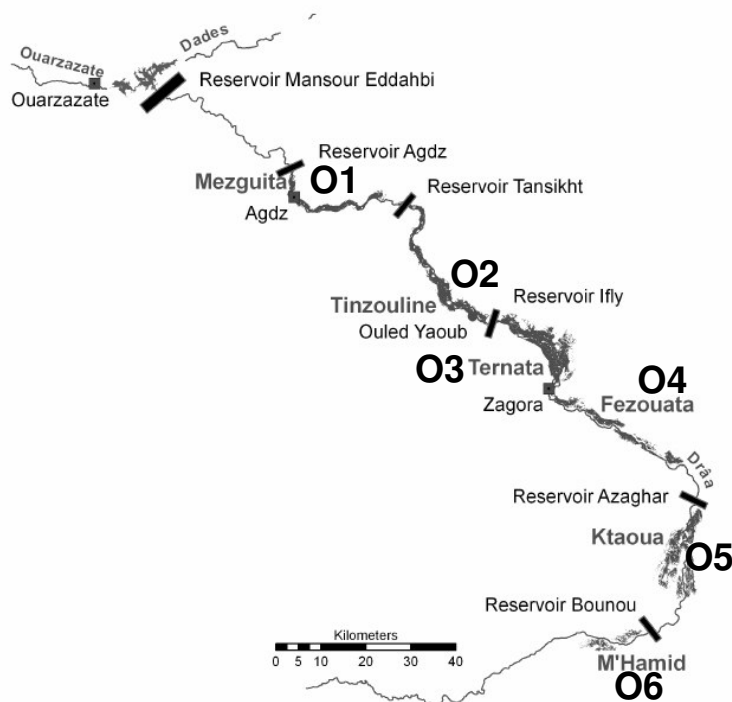 Dades
Ouarzazate
Ouarzazate
Reservoir Mansour Eddahbi
Reservoir Agdz
Mezguita
O1
Reservoir Tansikht
Agdz
O2
Tinzouline
Reservoir Ifly
Ouled Yaoub
O3
Ternata
O4
Zagora
Fezouata
Drâa
Reservoir Azaghar
Ktaoua
O5
Reservoir Bounou
Kilometers
0 5 10 20 30 40
M'Hamid
O6